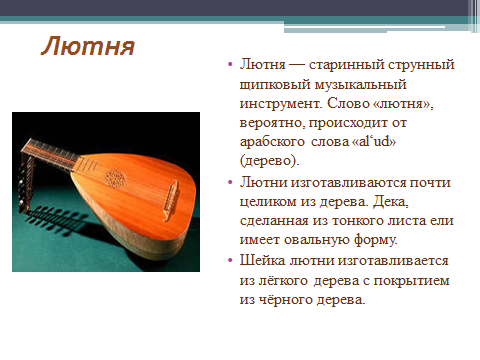 Лютня
• Лютня — старинный струнный
щипковый музыкальный
инструмент. Слово «лютня»,
вероятно, происходит от
арабского слова «al‘ud»
(дерево).
• Лютни изготавливаются почти
целиком из дерева. Дека,
сделанная из тонкого листа ели
имеет овальную форму.
• Шейка лютни изготавливается
из лёгкого дерева с покрытием
из чёрного дерева.